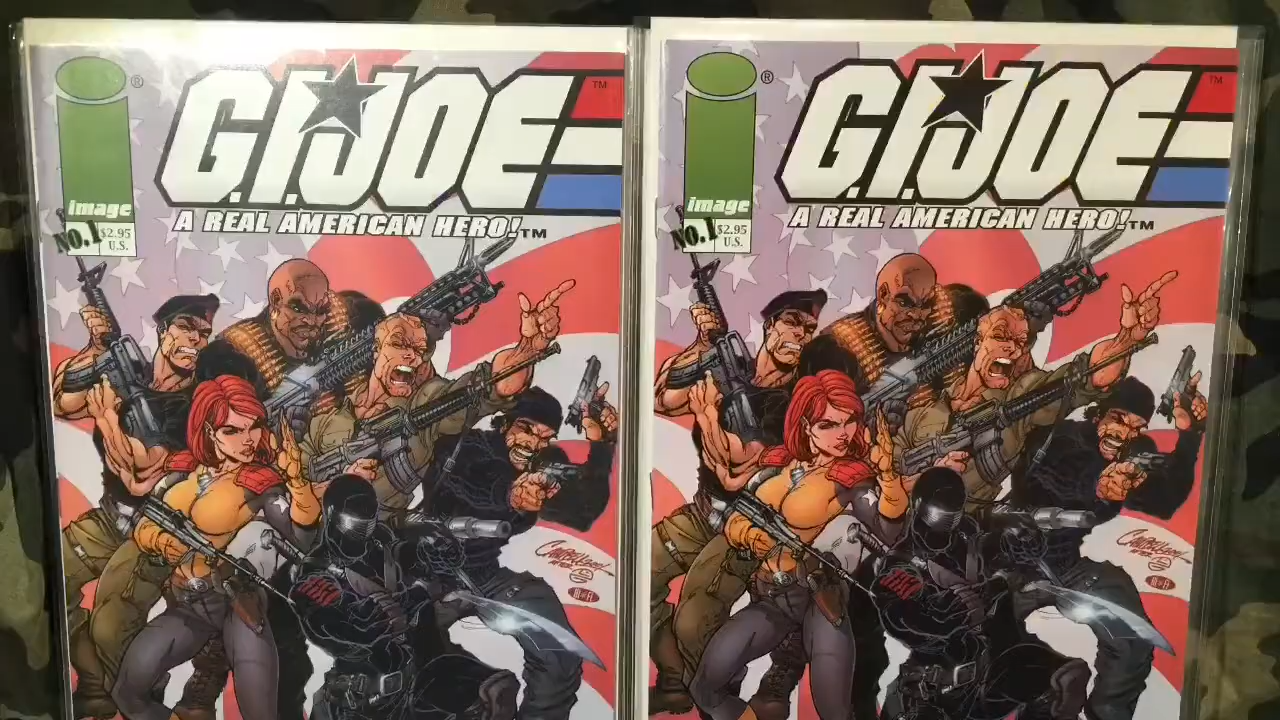 G.I.JOE
TM
®
image
A REAL AMERICAN HERO!TM
NO.1
$2.95
U.S.
G.I.JOE
TM
®
image
A REAL AMERICAN HERO!TM
NO.1
$2.95
U.S.